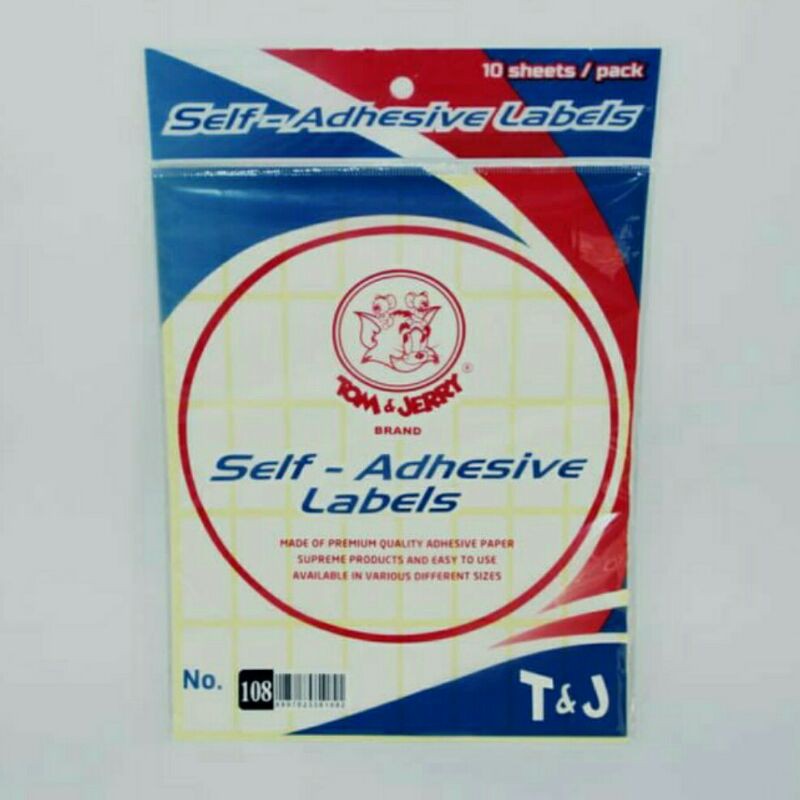 10 sheets / pack
Self - Adhesive Labels
TOM & JERRY
®
BRAND
Self - Adhesive
Labels
MADE OF PREMIUM QUALITY ADHESIVE PAPER
SUPREME PRODUCTS AND EASY TO USE
AVAILABLE IN VARIOUS DIFFERENT SIZES
No. 108
T & J